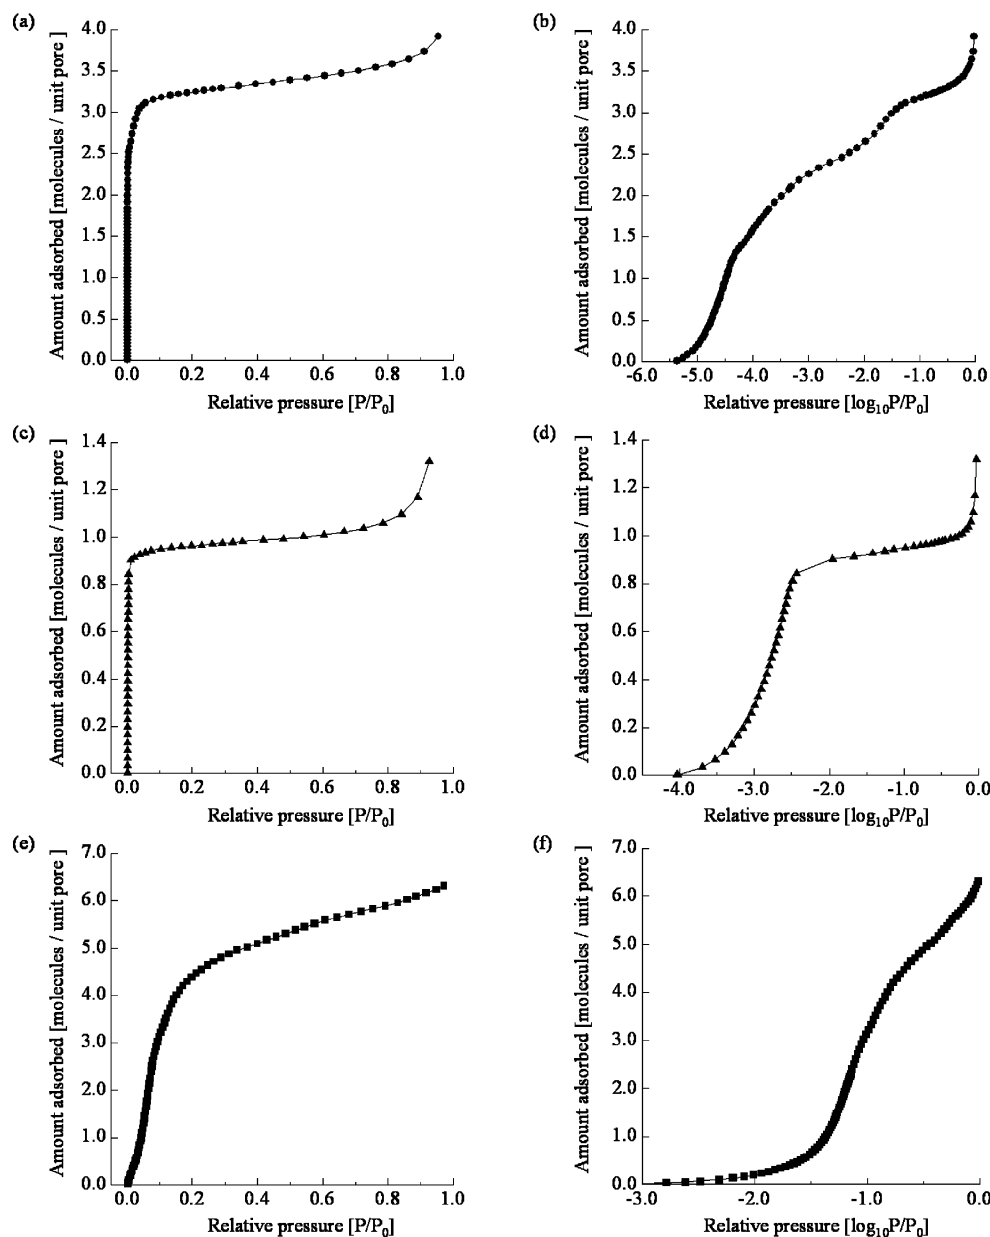 (a)
Amount adsorbed [molecules / unit pore ]
4.0
3.5
3.0
2.5
2.0
1.5
1.0
0.5
0.0
0.0 0.2 0.4 0.6 0.8 1.0
Relative pressure [P/P0]
(b)
Amount adsorbed [molecules / unit pore ]
4.0
3.5
3.0
2.5
2.0
1.5
1.0
0.5
0.0
-6.0 -5.0 -4.0 -3.0 -2.0 -1.0 0.0
Relative pressure [log10P/P0]
(c)
Amount adsorbed [molecules / unit pore ]
1.4
1.2
1.0
0.8
0.6
0.4
0.2
0.0
0.0 0.2 0.4 0.6 0.8 1.0
Relative pressure [P/P0]
(d)
Amount adsorbed [molecules / unit pore ]
1.4
1.2
1.0
0.8
0.6
0.4
0.2
0.0
-4.0 -3.0 -2.0 -1.0 0.0
Relative pressure [log10P/P0]
(e)
Amount adsorbed [molecules / unit pore ]
7.0
6.0
5.0
4.0
3.0
2.0
1.0
0.0
0.0 0.2 0.4 0.6 0.8 1.0
Relative pressure [P/P0]
(f)
Amount adsorbed [molecules / unit pore ]
7.0
6.0
5.0
4.0
3.0
2.0
1.0
0.0
-3.0 -2.0 -1.0 0.0
Relative pressure [log10P/P0]